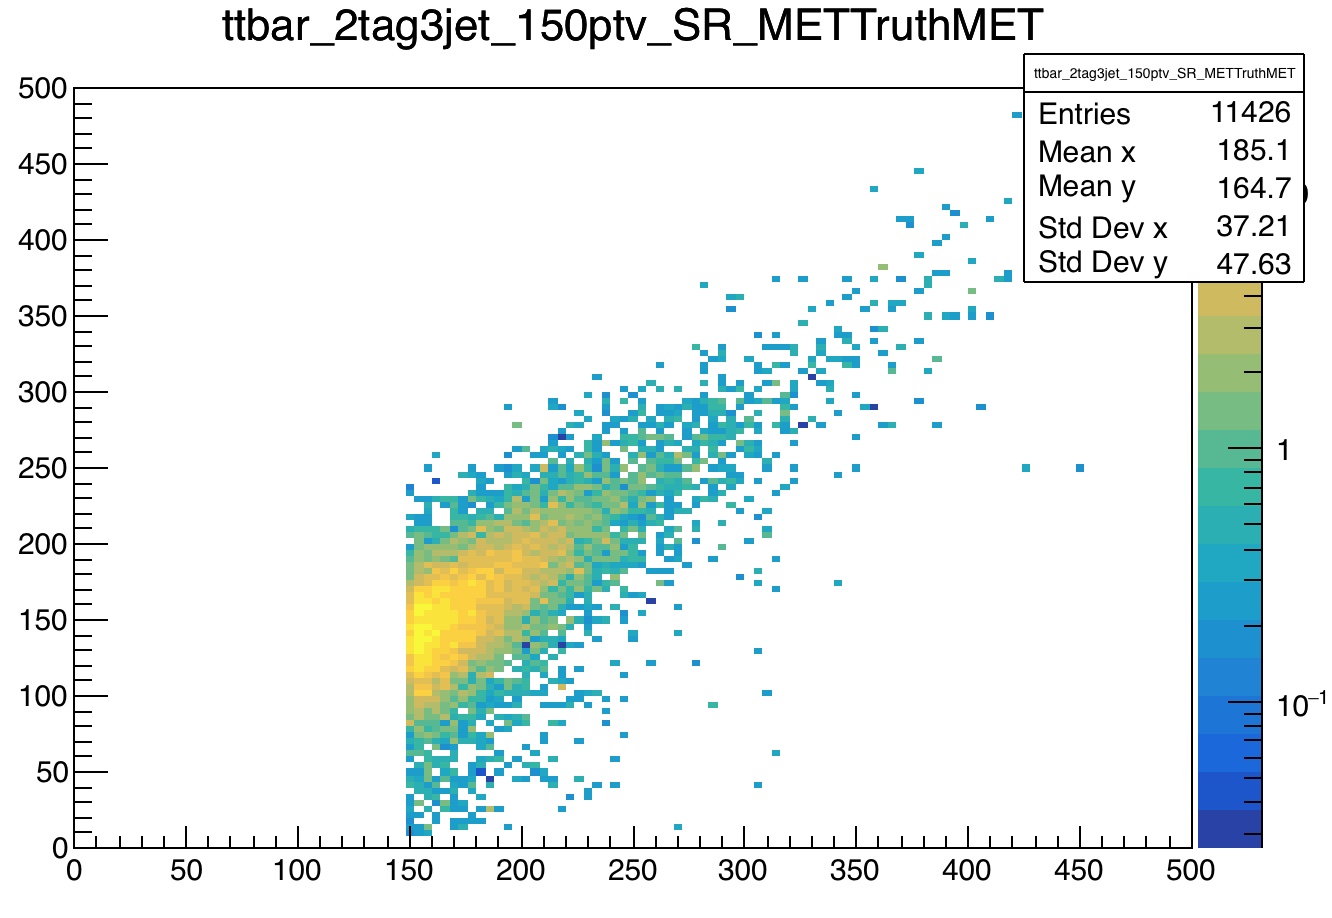 ttbar_2tag3jet_150ptv_SR_METTruthMET
ttbar_2tag3jet_150ptv_SR_METTruthMET
Entries 11426
Mean x 185.1
Mean y 164.7
Std Dev x 37.21
Std Dev y 47.63
500
450
400
350
300
250
200
150
100
50
0
1
10⁻¹
0 50 100 150 200 250 300 350 400 450 500